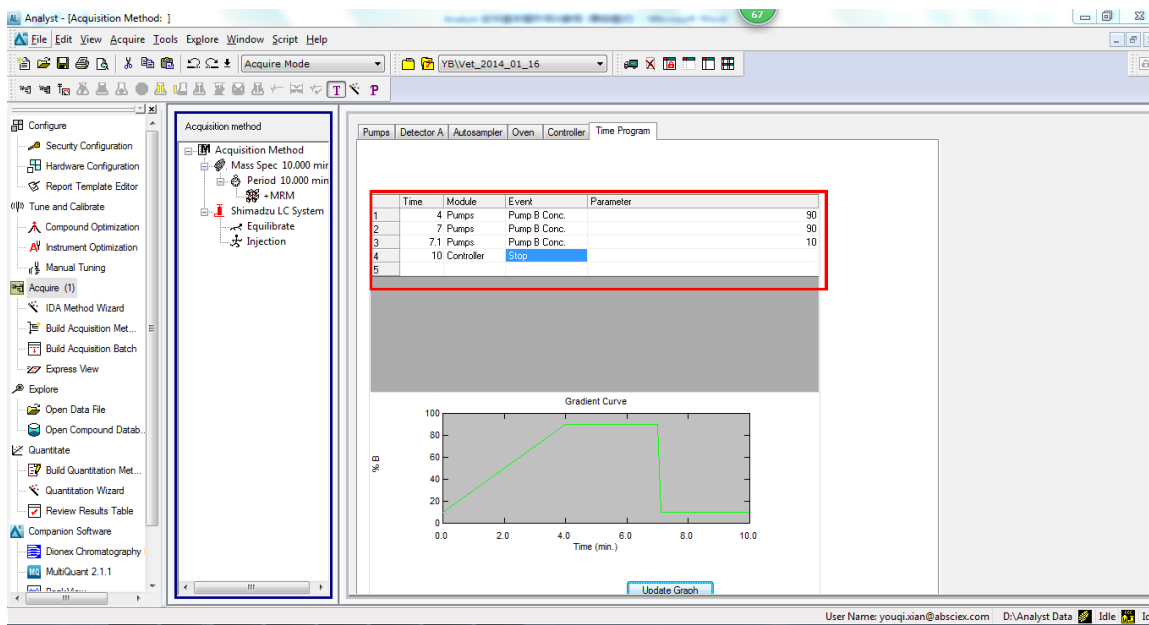 Analyst - [Acquisition Method: ]
67
File Edit View Acquire Tools Explore Window Script Help
Acquire Mode
YB\Vet_2014_01_16
T P
Configure
Security Configuration
Hardware Configuration
Report Template Editor
Tune and Calibrate
Compound Optimization
Instrument Optimization
Manual Tuning
Acquire (1)
IDA Method Wizard
Build Acquisition Met...
Build Acquisition Batch
Express View
Explore
Open Data File
Open Compound Datab..
Quantitate
Build Quantitation Met...
Quantitation Wizard
Review Results Table
Companion Software
Dionex Chromatography
MultiQuant 2.1.1
Acquisition method
Acquisition Method
Mass Spec 10.000 min
Period 10.000 min
+MRM
Shimadzu LC System
Equilibrate
Injection
Pumps Detector A Autosampler Oven Controller Time Program
Time Module Event Parameter
1 4 Pumps Pump B Conc. 90
2 7 Pumps Pump B Conc. 90
3 7.1 Pumps Pump B Conc. 10
4 10 Controller Stop
5
Gradient Curve
100
80
60
40
20
0
% B
0.0 2.0 4.0 6.0 8.0 10.0
Time (min.)
Update Graph
User Name: youqi.xian@absciex.com D:\Analyst Data Idle